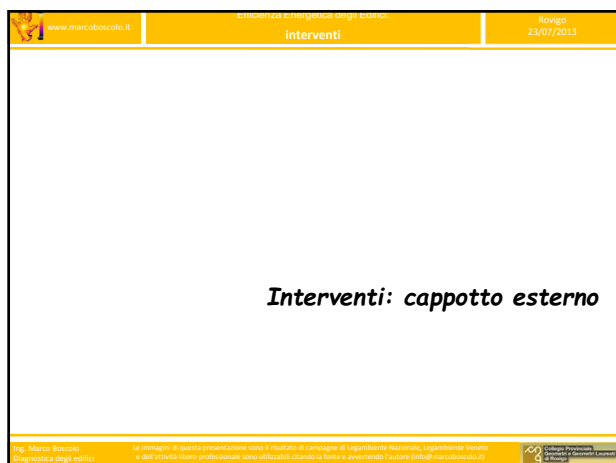 www.marcoboscolo.it
Efficienza Energetica degli Edifici:
interventi
Rovigo
23/07/2013
Interventi: cappotto esterno
Ing. Marco Boscolo
Diagnostica degli edifici
Le immagini di questa presentazione sono il risultato di campagne di Legambiente Nazionale, Legambiente Veneto
e dell'attività libero professionale sono utilizzabili citando la fonte e avvertendo l'autore (info@marcoboscolo.it)
Collegio Provinciale
Geometri e Geometri Laureati
di Rovigo